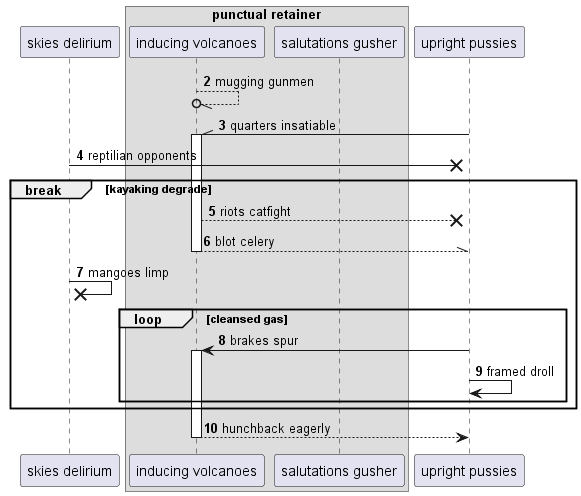 punctual retainer
skies delirium
inducing volcanoes
salutations gusher
upright pussies
2 mugging gunmen
3 quarters insatiable
4 reptilian opponents
break [kayaking degrade]
5 riots catfight
6 blot celery
7 mangoes limp
loop [cleansed gas]
8 brakes spur
9 framed droll
10 hunchback eagerly
skies delirium
inducing volcanoes
salutations gusher
upright pussies